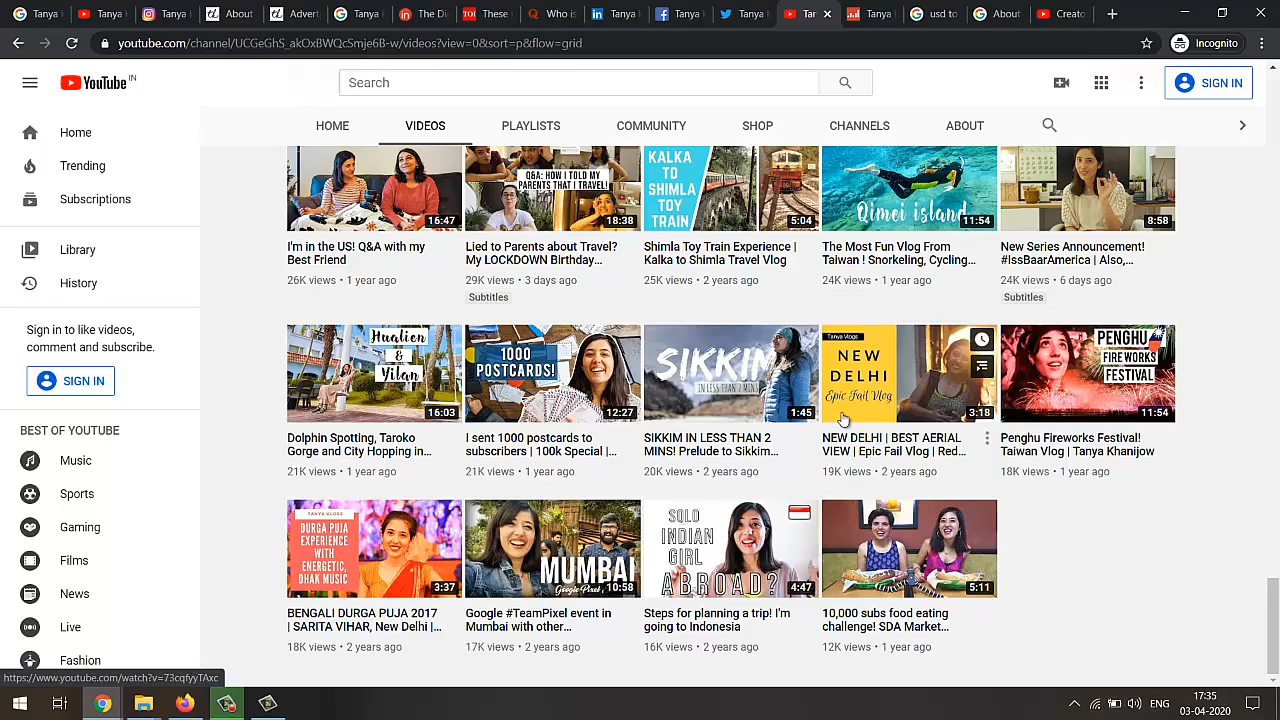 Tanya
Tanya
Tanya
About
Advert
Tanya
The Di
These
Who is
Tanya
Tanya
Tanya
Tan
Tanya
usd to
About
Creato
youtube.com/channel/UCGeGhS_akOxBWQcSmje6B-w/videos?view=0&sort=p&flow=grid
Incognito
YouTube IN
Search
SIGN IN
HOME
VIDEOS
PLAYLISTS
COMMUNITY
SHOP
CHANNELS
ABOUT
Home
Trending
Subscriptions
Library
History
Sign in to like videos,
comment and subscribe.
SIGN IN
BEST OF YOUTUBE
Music
Sports
Gaming
Films
News
Live
Fashion
16:47
I'm in the US! Q&A with my
Best Friend
26K views • 1 year ago
Q&A: HOW I TOLD MY
PARENTS THAT I TRAVEL!
18:38
Lied to Parents about Travel?
My LOCKDOWN Birthday...
29K views • 3 days ago
Subtitles
KALKA
TO
SHIMLA
TOY
TRAIN
5:04
Shimla Toy Train Experience |
Kalka to Shimla Travel Vlog
25K views • 2 years ago
Qimei island
11:54
The Most Fun Vlog From
Taiwan ! Snorkeling, Cycling...
24K views • 1 year ago
8:58
New Series Announcement!
#IssBaarAmerica | Also,...
24K views • 6 days ago
Subtitles
Hualien
&
Yilan
16:03
Dolphin Spotting, Taroko
Gorge and City Hopping in...
21K views • 1 year ago
1000
POSTCARDS!
12:27
I sent 1000 postcards to
subscribers | 100k Special |...
21K views • 1 year ago
SIKKIM
IN LESS THAN 2 MINS
1:45
SIKKIM IN LESS THAN 2
MINS! Prelude to Sikkim...
20K views • 2 years ago
Tanya Vlogs
NEW
DELHI
Epic Fail Vlog
3:18
NEW DELHI | BEST AERIAL
VIEW | Epic Fail Vlog | Red...
19K views • 2 years ago
PENGHU
FIRE WORKS
FESTIVAL
11:54
Penghu Fireworks Festival!
Taiwan Vlog | Tanya Khanijow
18K views • 1 year ago
TANYA VLOGS
DURGA PUJA
EXPERIENCE
WITH
ENERGETIC,
DHAK MUSIC
3:37
BENGALI DURGA PUJA 2017
| SARITA VIHAR, New Delhi |...
18K views • 2 years ago
MUMBAI
Google Pixel
10:58
Google #TeamPixel event in
Mumbai with other...
17K views • 2 years ago
SOLO
INDIAN
GIRL
ABROAD?
4:47
Steps for planning a trip! I'm
going to Indonesia
16K views • 2 years ago
5:11
10,000 subs food eating
challenge! SDA Market...
12K views • 1 year ago
https://www.youtube.com/watch?v=73cqfyyTAxc
ENG
17:35
03-04-2020